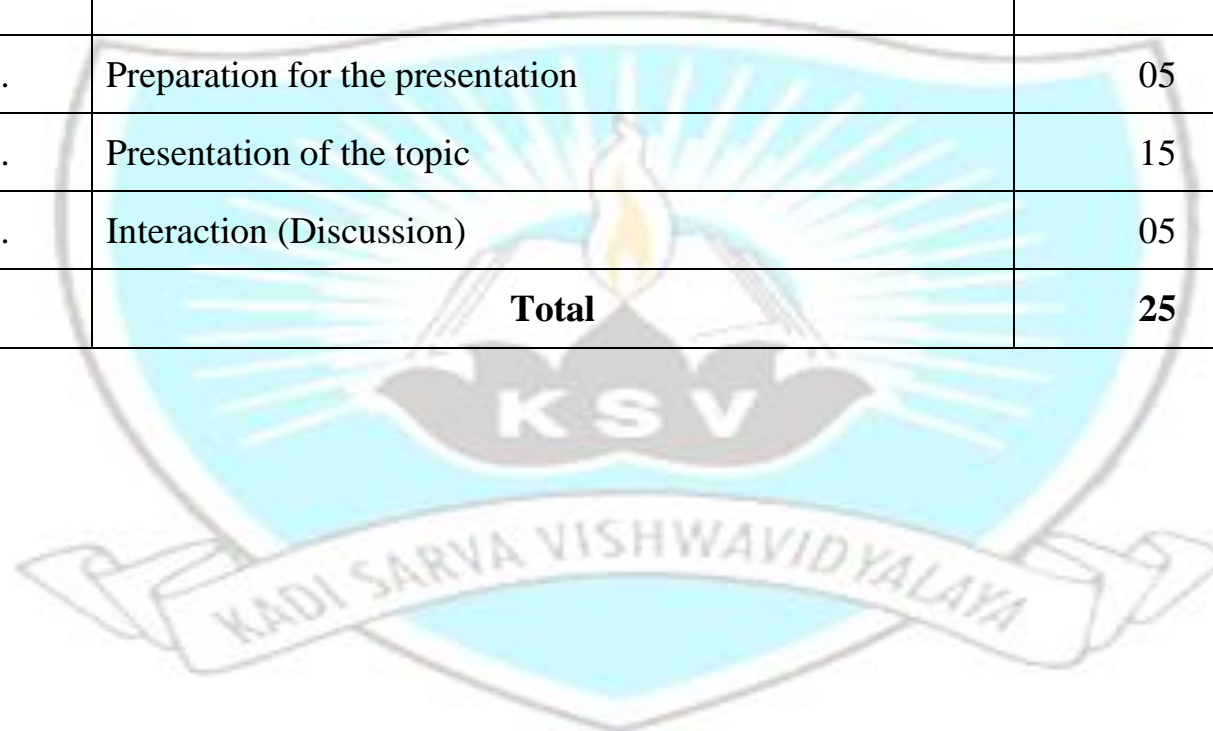 . Preparation for the presentation 05
. Presentation of the topic 15
. Interaction (Discussion) 05
Total 25
KSV
KADI SARVA VISHWAVIDYALAYA